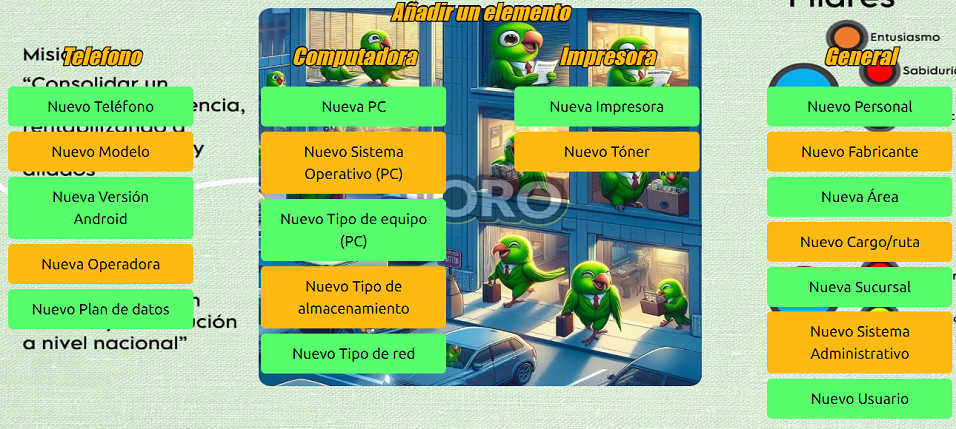 Añadir un elemento
Pilares
Misi
"Consolidar un
encia,
rentabilizando a
y
aliados
n
ución
a nivel nacional"
Telefono
Nuevo Teléfono
Nuevo Modelo
Nueva Versión
Android
Nueva Operadora
Nuevo Plan de datos
Computadora
Nueva PC
Nuevo Sistema
Operativo (PC)
Nuevo Tipo de equipo
(PC)
Nuevo Tipo de
almacenamiento
Nuevo Tipo de red
ORO
Impresora
Nueva Impresora
Nuevo Tóner
Entusiasmo
Sabiduría
General
Nuevo Personal
Nuevo Fabricante
Nueva Área
Nuevo Cargo/ruta
Nueva Sucursal
Nuevo Sistema
Administrativo
Nuevo Usuario